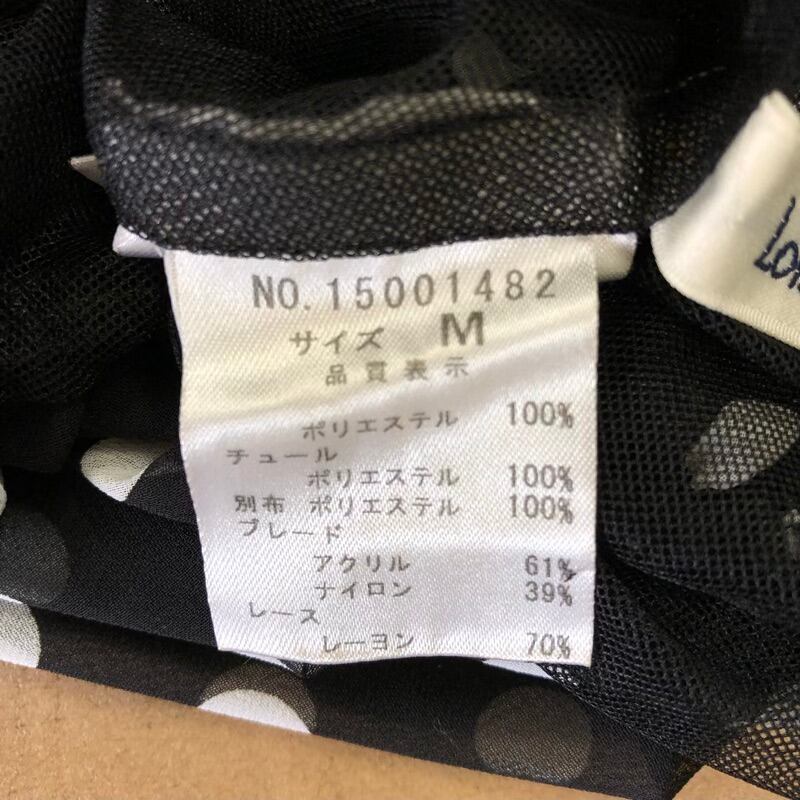 NO.15001482
サイズ M
品質表示
ポリエステル 100%
チュール
ポリエステル 100%
別布 ポリエステル 100%
ブレード
アクリル 61%
ナイロン 39%
レース
レーヨン 70%